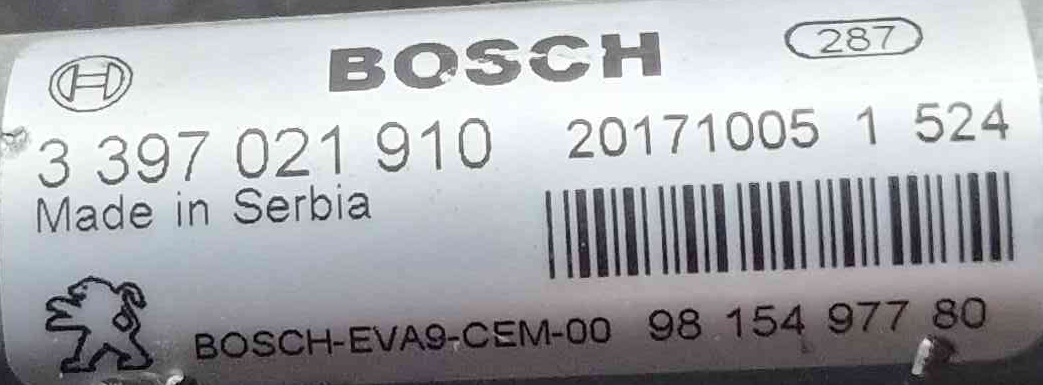 BOSCH 287
3 397 021 910 20171005 1 524
Made in Serbia
BOSCH-EVA9-CEM-00 98 154 977 80